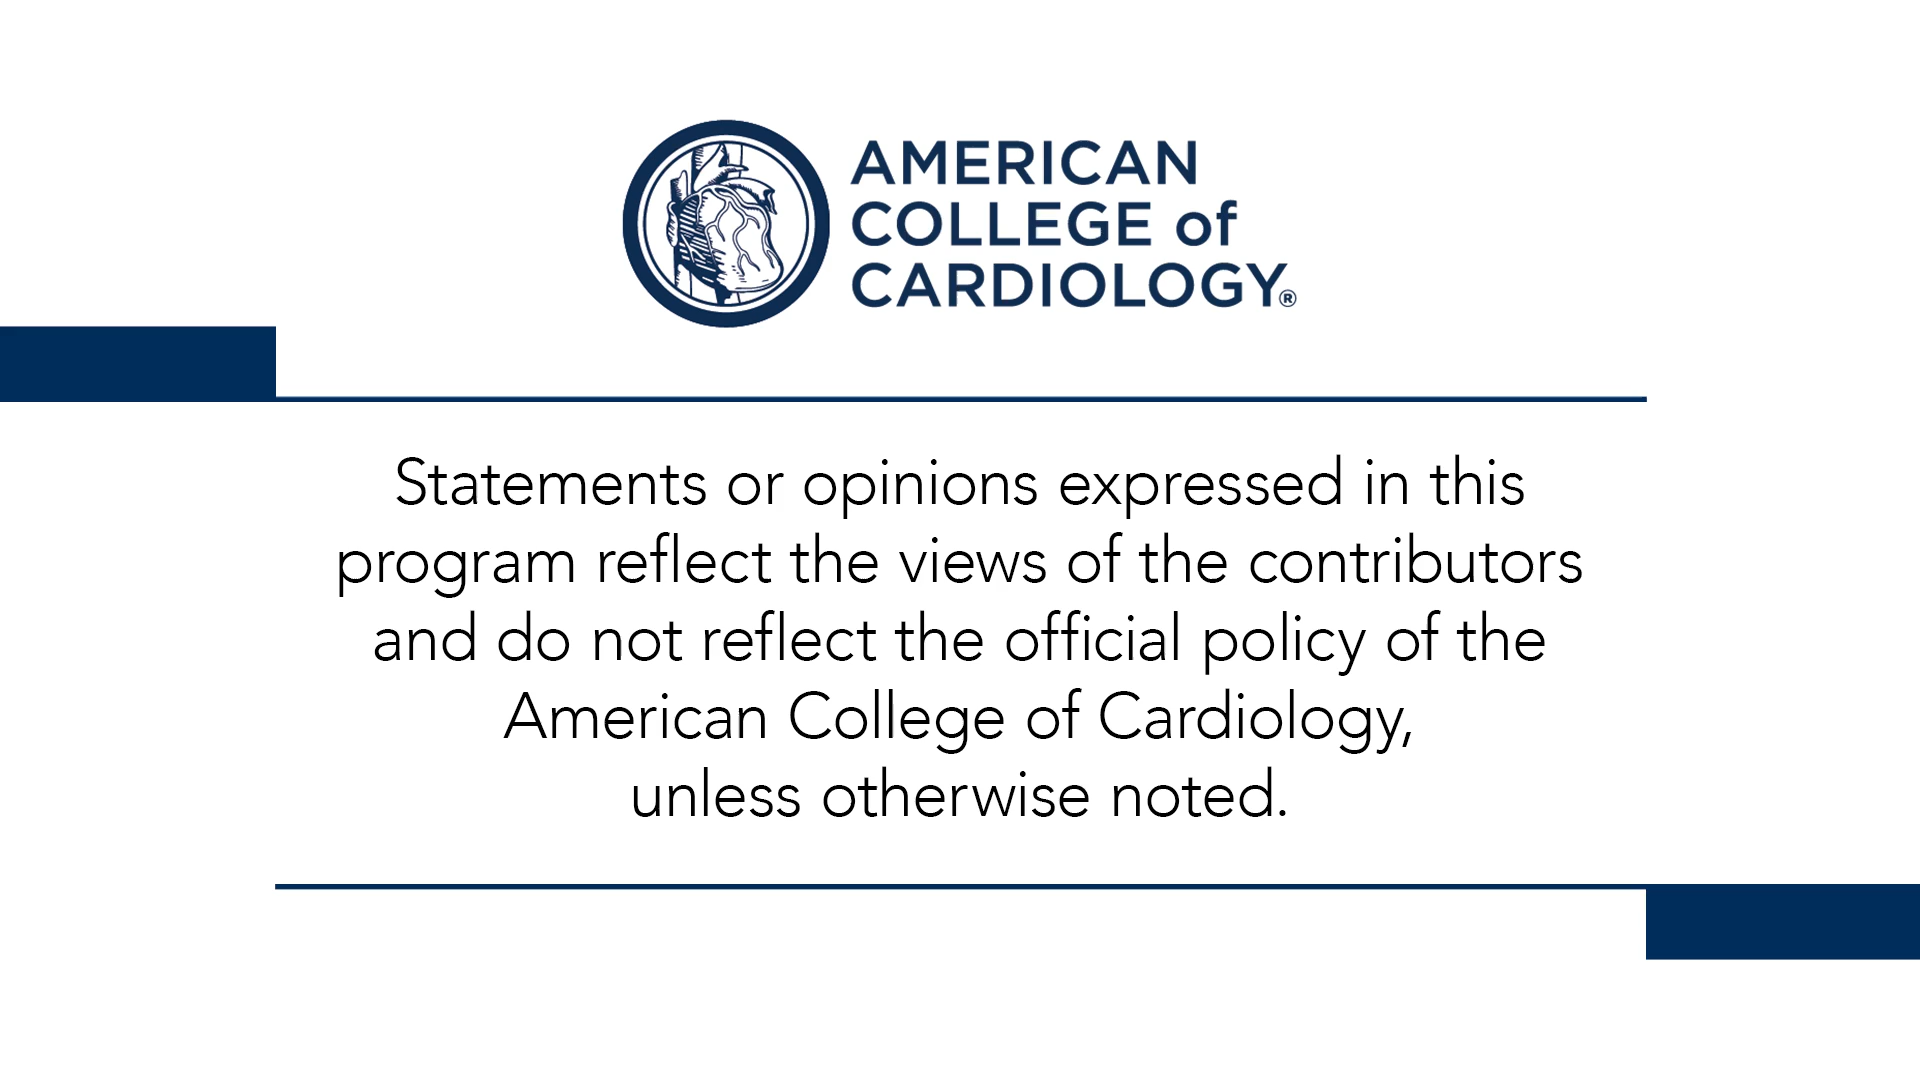 AMERICAN
COLLEGE of
CARDIOLOGY®
Statements or opinions expressed in this
program reflect the views of the contributors
and do not reflect the official policy of the
American College of Cardiology,
unless otherwise noted.